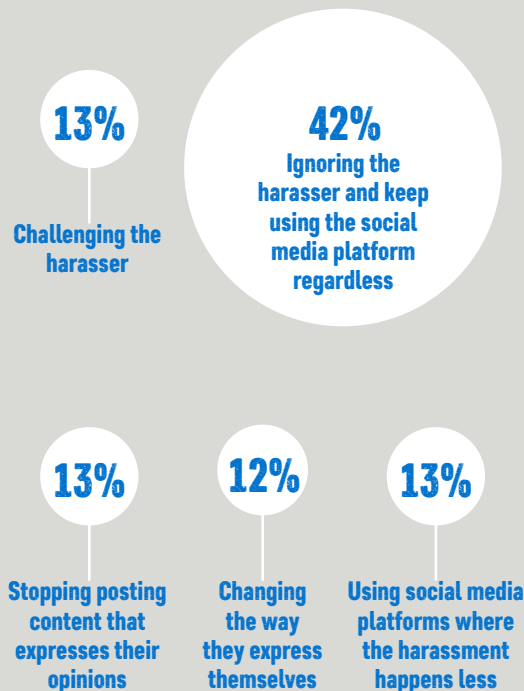 13%
Challenging the
harasser
42%
Ignoring the
harasser and keep
using the social
media platform
regardless
13%
Stopping posting
content that
expresses their
opinions
12%
Changing
the way
they express
themselves
13%
Using social media
platforms where
the harassment
happens less